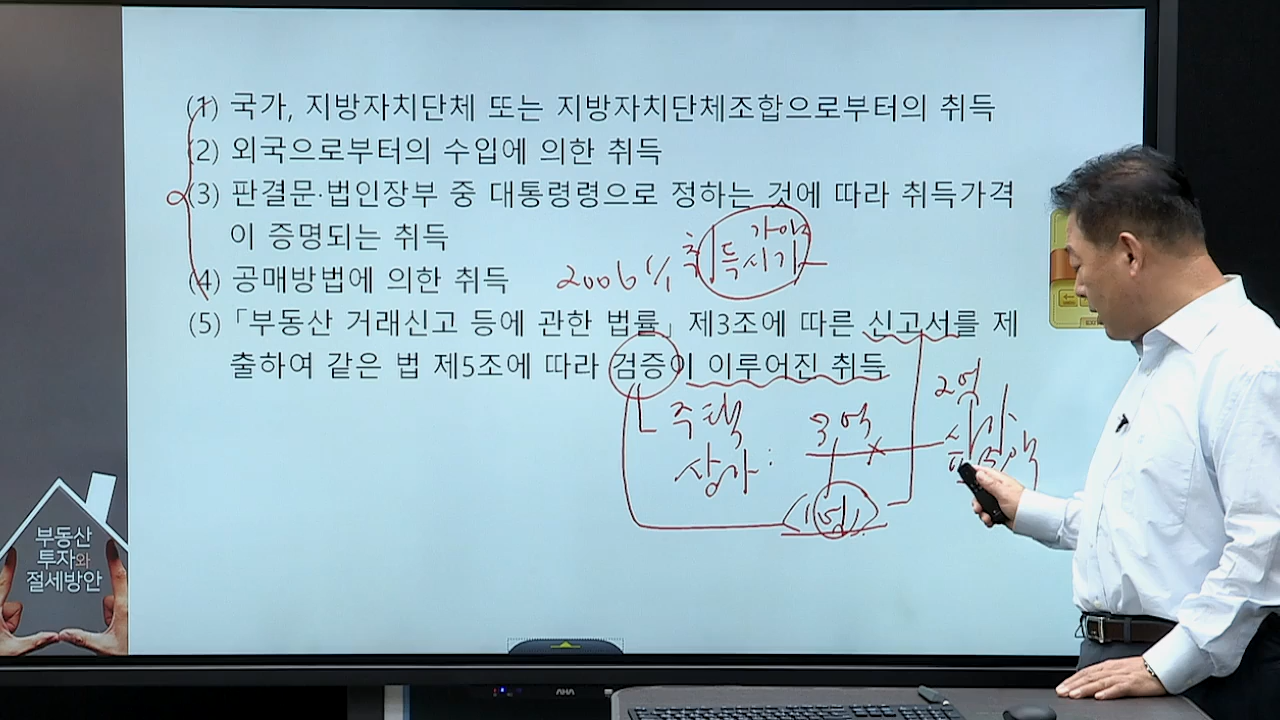 (1) 국가, 지방자치단체 또는 지방자치단체조합으로부터의 취득
(2) 외국으로부터의 수입에 의한 취득
(3) 판결문·법인장부 중 대통령령으로 정하는 것에 따라 취득가격
이 증명되는 취득
가액
(4) 공매방법에 의한 취득
2006 1/1 취득시기
(5) 「부동산 거래신고 등에 관한 법률」 제3조에 따른 신고서를 제
출하여 같은 법 제5조에 따라 검증이 이루어진 취득
2억
주택 3억
상가:
부동산
투자와
절세방안
AHA